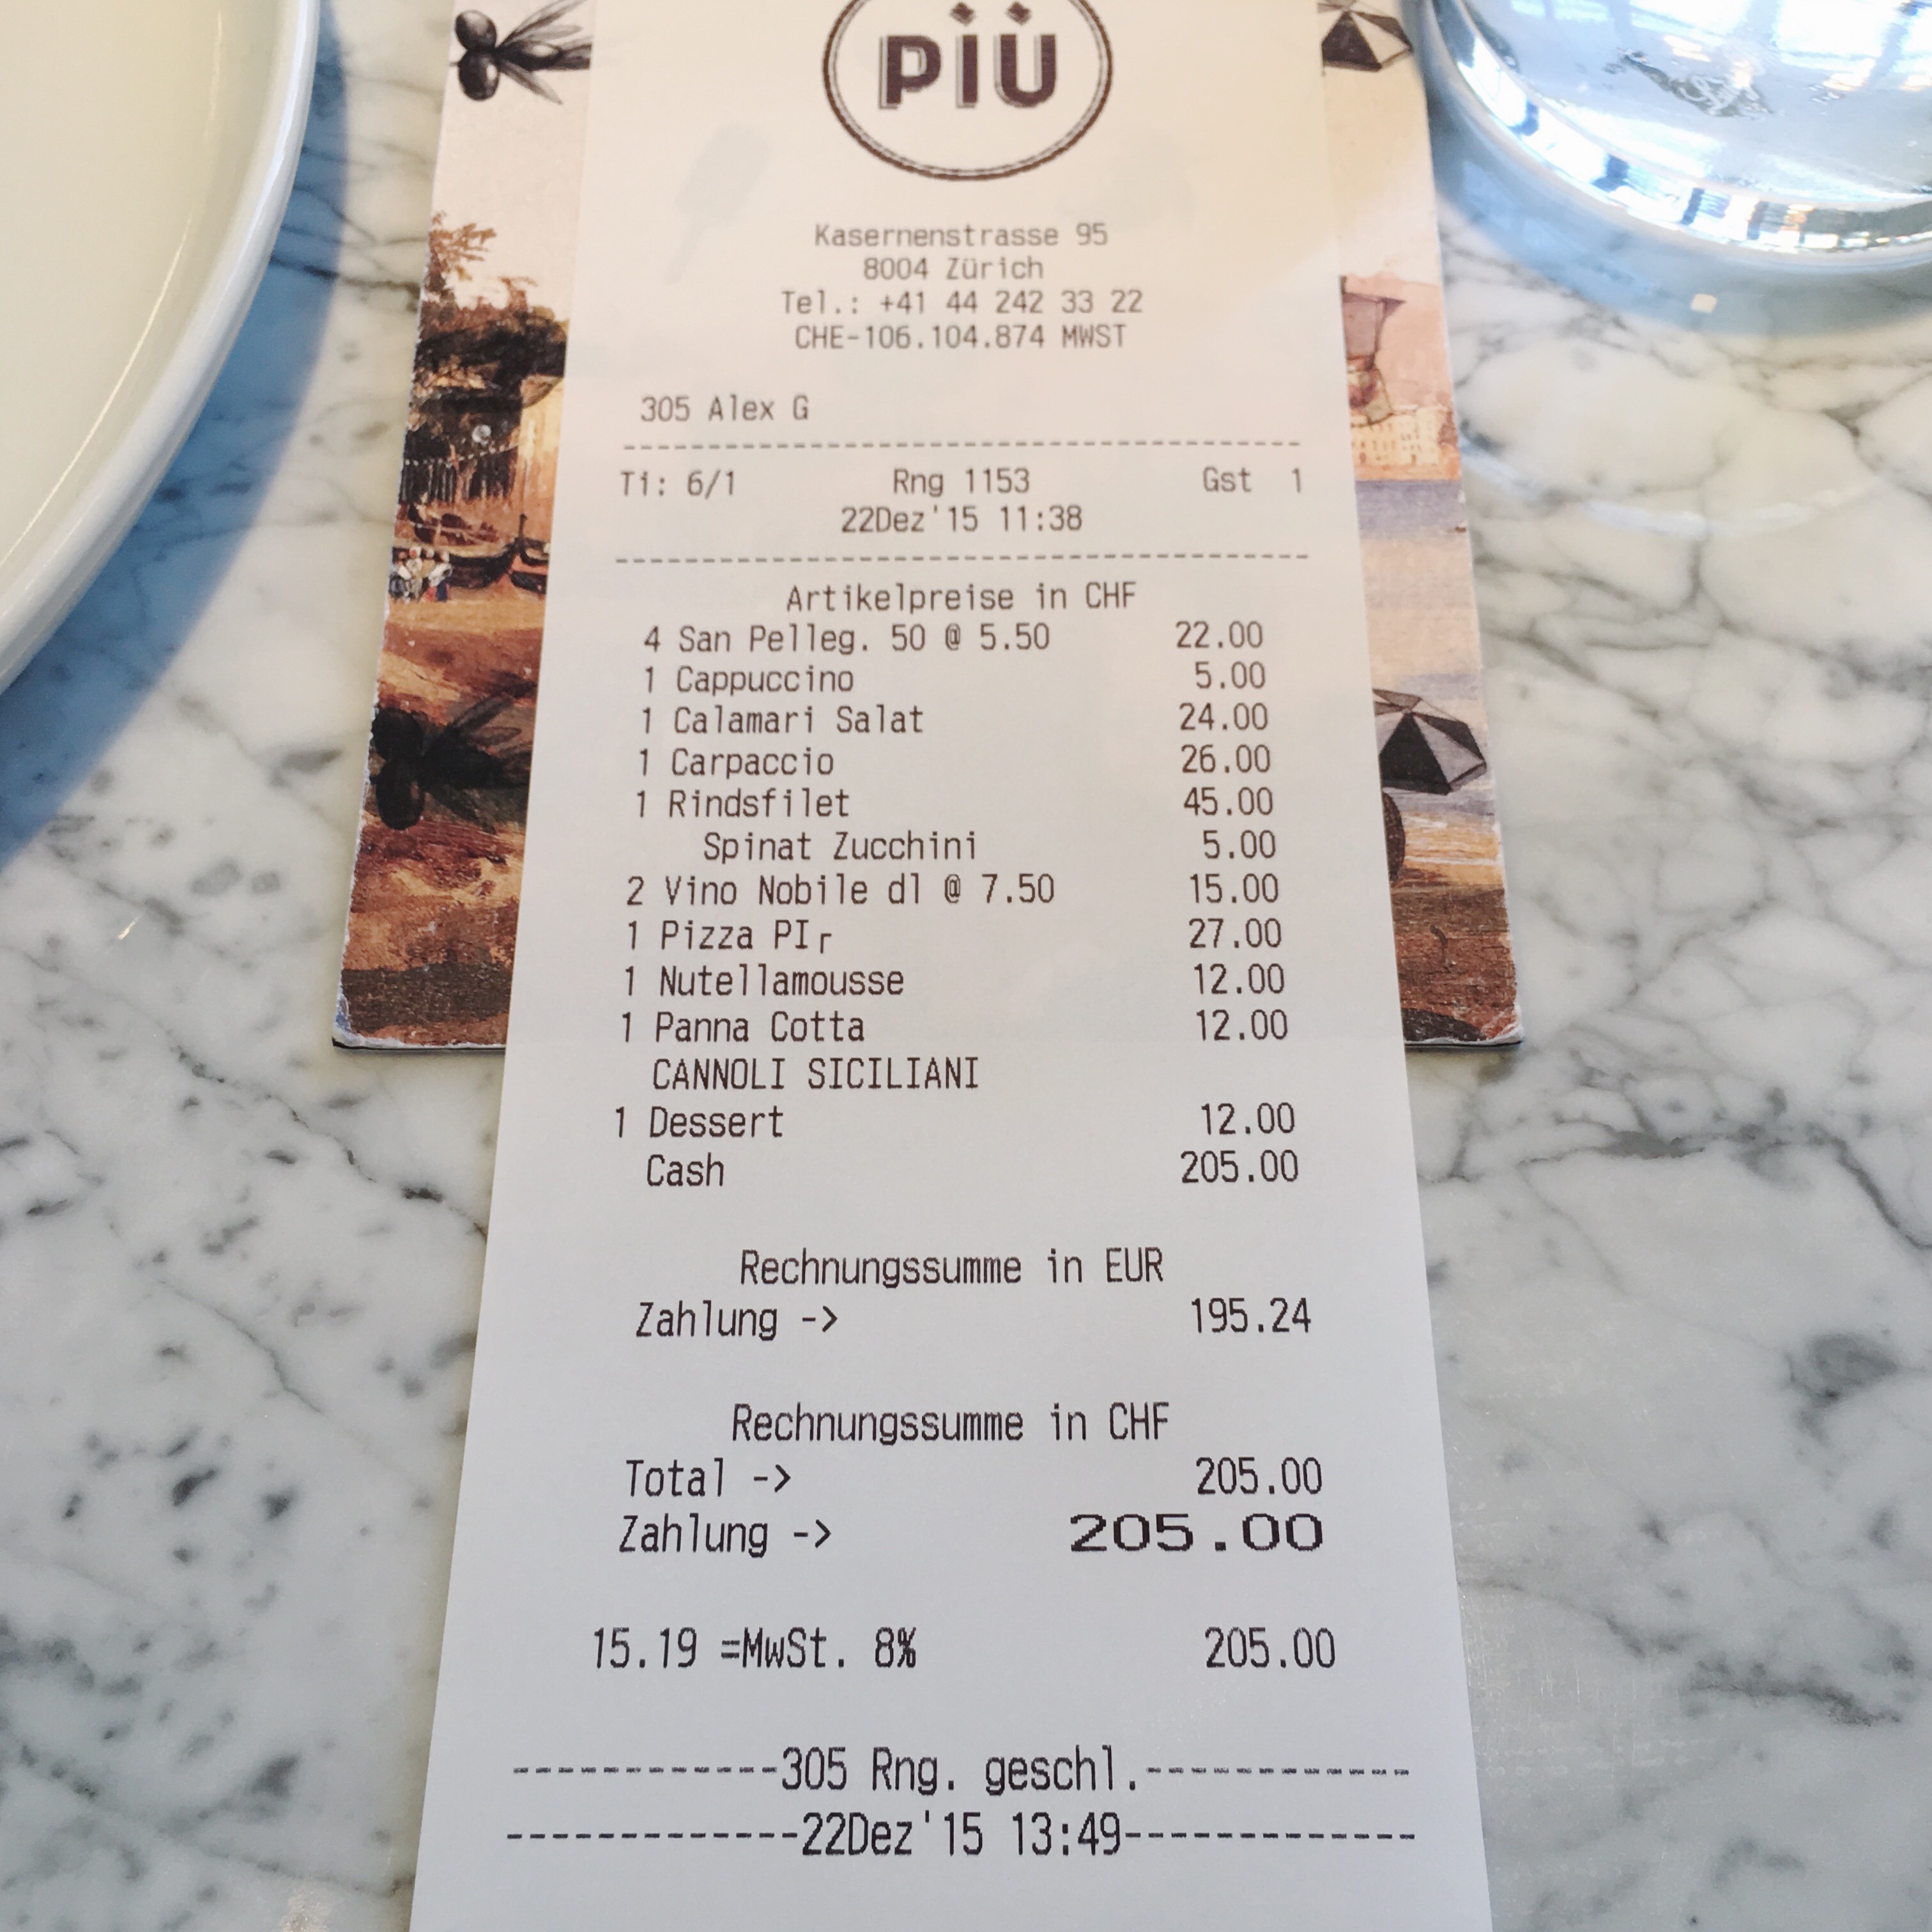 PIÙ
Kasernenstrasse 95
8004 Zürich
Tel.: +41 44 242 33 22
CHE-106.104.874 MWST
305 Alex G
Ti: 6/1 Rng 1153 Gst 1
22Dez'15 11:38
Artikelpreise in CHF
4 San Pelleg. 50 @ 5.50 22.00
1 Cappuccino 5.00
1 Calamari Salat 24.00
1 Carpaccio 26.00
1 Rindsfilet 45.00
Spinat Zucchini 5.00
2 Vino Nobile dl @ 7.50 15.00
1 Pizza PI┌ 27.00
1 Nutellamousse 12.00
1 Panna Cotta 12.00
CANNOLI SICILIANI
1 Dessert 12.00
Cash 205.00
Rechnungssumme in EUR
Zahlung -> 195.24
Rechnungssumme in CHF
Total -> 205.00
Zahlung -> 205.00
15.19 =MwSt. 8% 205.00
------------305 Rng. geschl.------------
-------------22Dez'15 13:49-------------